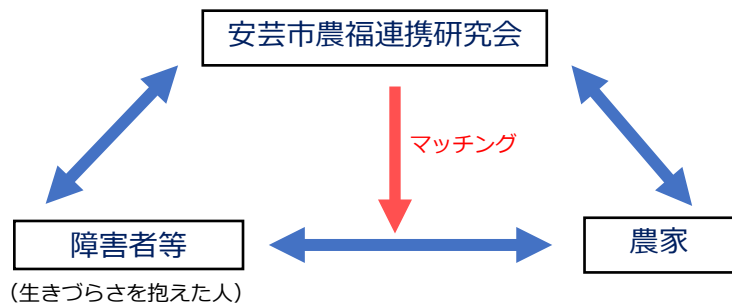 安芸市農福連携研究会
マッチング
障害者等
農家
（生きづらさを抱えた人）